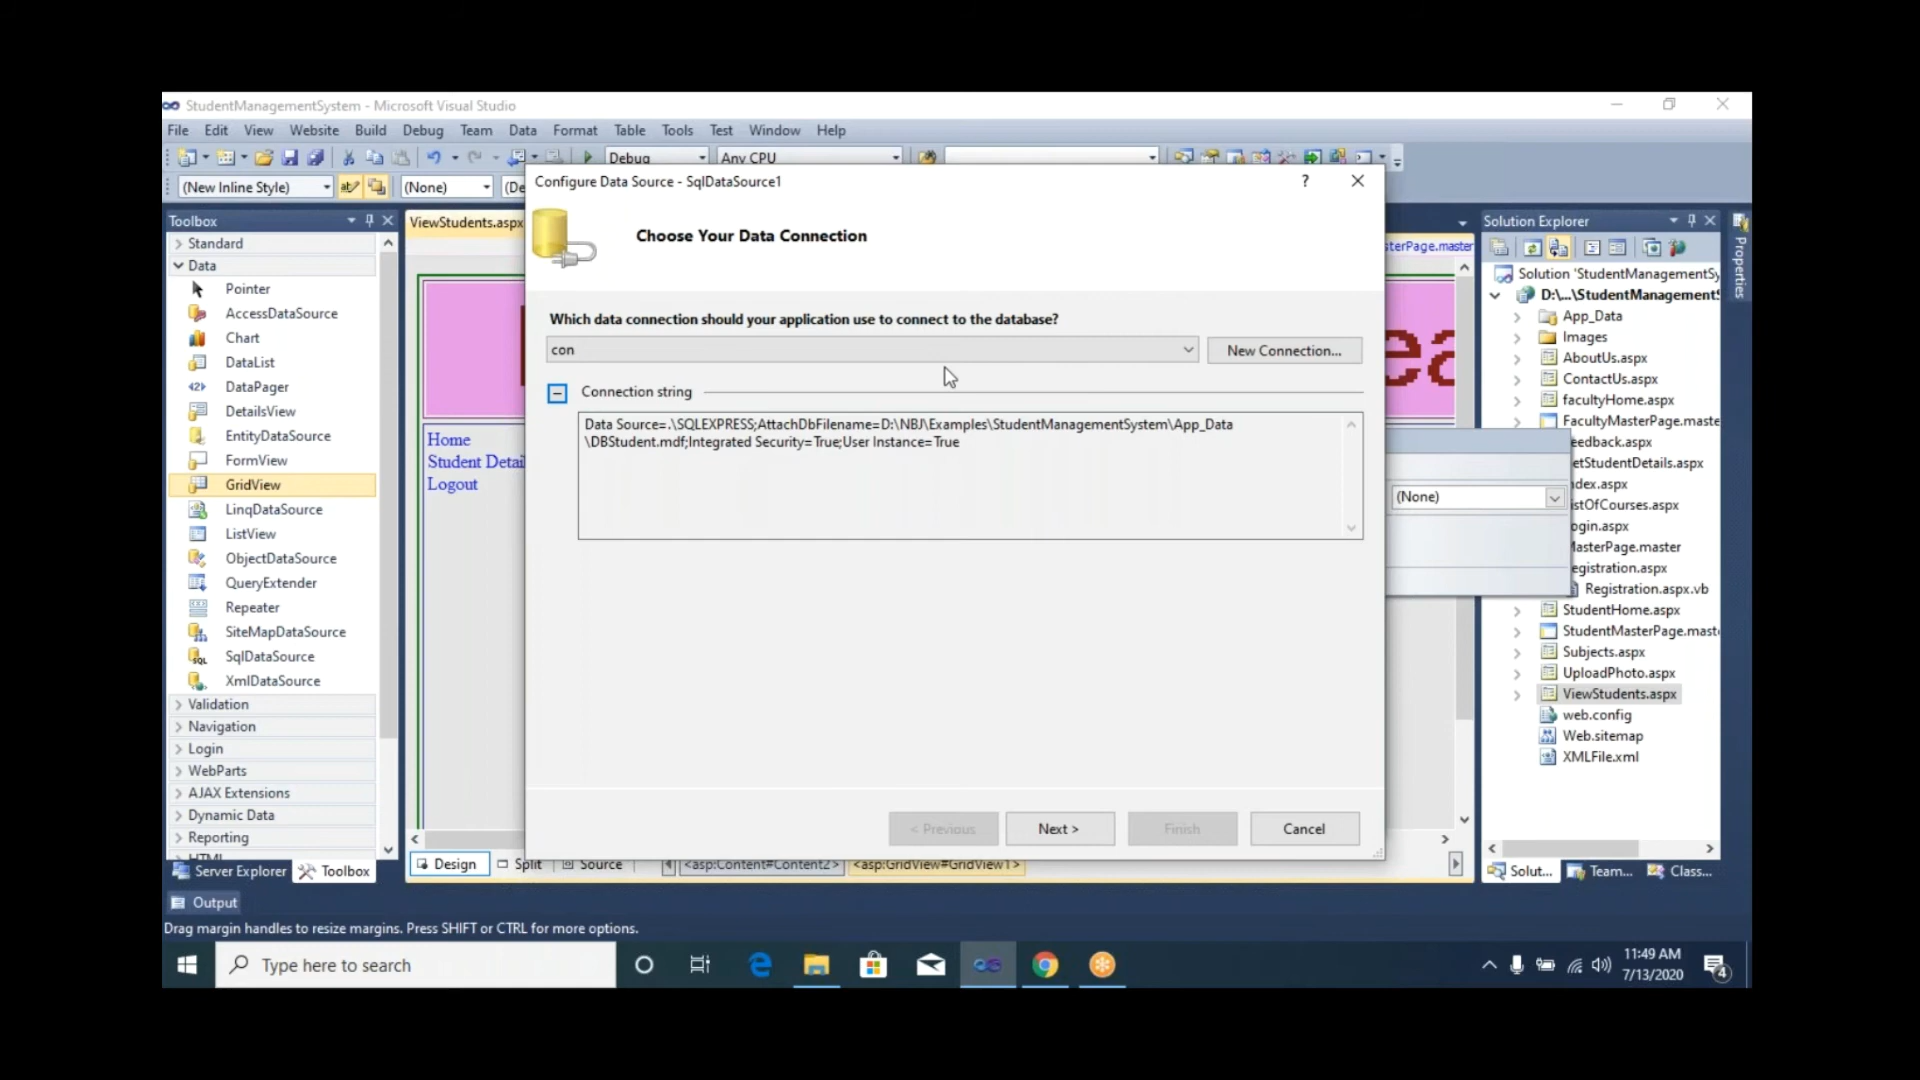 StudentManagementSystem - Microsoft Visual Studio
File Edit View Website Build Debug Team Data Format Table Tools Test Window Help
Debug Any CPU
(New Inline Style) (None) (De
Configure Data Source - SqlDataSource1
?
Choose Your Data Connection
Which data connection should your application use to connect to the database?
con
New Connection...
Connection string
Data Source=.\SQLEXPRESS;AttachDbFilename=D:\NBJ\Examples\StudentManagementSystem\App_Data
\DBStudent.mdf;Integrated Security=True;User Instance=True
< Previous
Next >
Finish
Cancel
Toolbox
Standard
Data
Pointer
AccessDataSource
Chart
DataList
DataPager
DetailsView
EntityDataSource
FormView
GridView
LinqDataSource
ListView
ObjectDataSource
QueryExtender
Repeater
SiteMapDataSource
SqlDataSource
XmlDataSource
Validation
Navigation
Login
WebParts
AJAX Extensions
Dynamic Data
Reporting
HTML
Server Explorer Toolbox
ViewStudents.aspx
sterPage.master
ea
Home
Student Detai
Logout
(None)
Design Split Source <asp:Content#Content2> <asp:GridView#GridView1>
Solution Explorer
Properties
Solution 'StudentManagementSy
D:\...\StudentManagementS
App_Data
Images
AboutUs.aspx
ContactUs.aspx
facultyHome.aspx
FacultyMasterPage.maste
eedback.aspx
etStudentDetails.aspx
ndex.aspx
istOfCourses.aspx
ogin.aspx
MasterPage.master
egistration.aspx
Registration.aspx.vb
StudentHome.aspx
StudentMasterPage.mast
Subjects.aspx
UploadPhoto.aspx
ViewStudents.aspx
web.config
Web.sitemap
XMLFile.xml
Solut... Team... Class...
Output
Drag margin handles to resize margins. Press SHIFT or CTRL for more options.
Type here to search
11:49 AM
7/13/2020
4